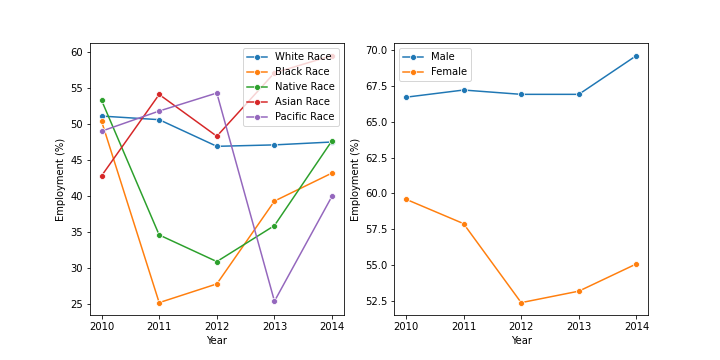 60
55
50
45
40
35
30
25
Employment (%)
2010 2011 2012 2013 2014
Year
White Race
Black Race
Native Race
Asian Race
Pacific Race
70.0
67.5
65.0
62.5
60.0
57.5
55.0
52.5
Employment (%)
2010 2011 2012 2013 2014
Year
Male
Female